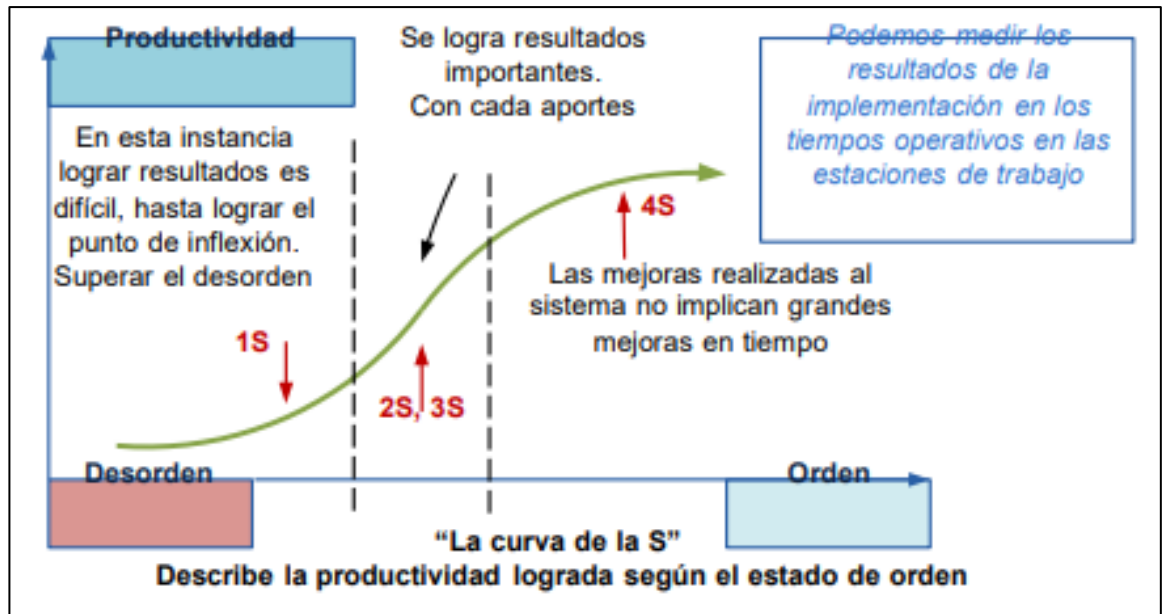 Productividad
En esta instancia
lograr resultados es
difícil, hasta lograr el
punto de inflexión.
Superar el desorden
Se logra resultados
importantes.
Con cada aportes
Podemos medir los
resultados de la
implementación en los
tiempos operativos en las
estaciones de trabajo
1S
2S, 3S
4S
Las mejoras realizadas al
sistema no implican grandes
mejoras en tiempo
Desorden
Orden
“La curva de la S”
Describe la productividad lograda según el estado de orden